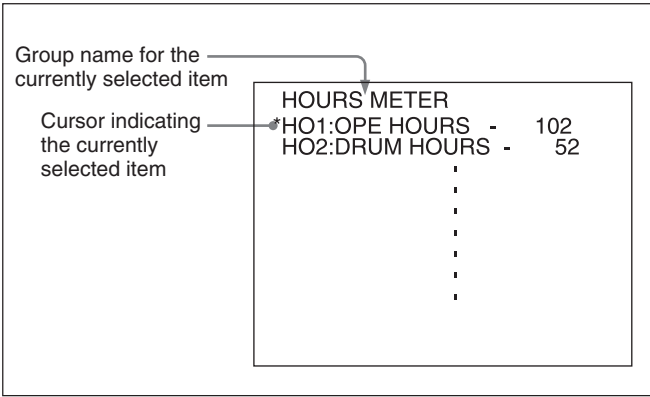 Group name for the
currently selected item
Cursor indicating
the currently
selected item
HOURS METER
*HO1:OPE HOURS - 102
HO2:DRUM HOURS - 52